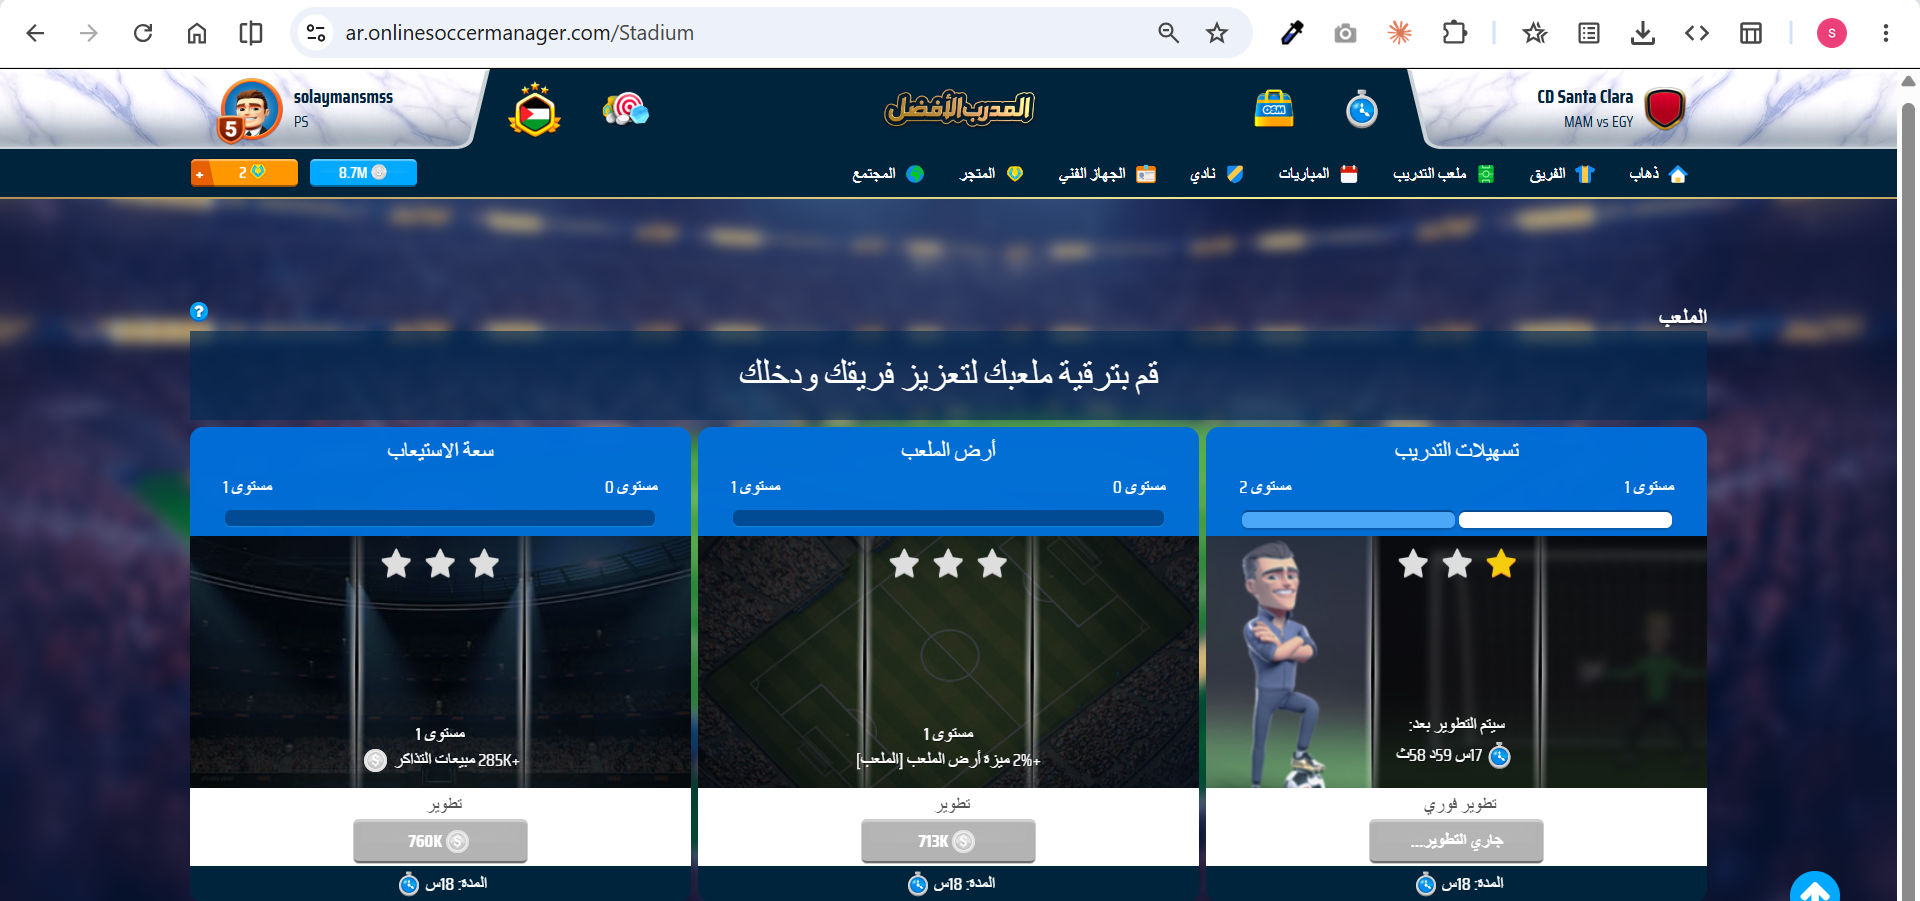 ar.onlinesoccermanager.com/Stadium
S
solaymansmss
PS
5
المدرب الأفضل
OSM
CD Santa Clara
MAM vs EGY
ذهاب
الفريق
ملعب التدريب
المباريات
نادي
الجهاز الفني
المتجر
المجتمع
8.7M
2
+
الملعب
?
قم بترقية ملعبك لتعزيز فريقك ودخلك
تسهيلات التدريب
مستوى 1
مستوى 2
سيتم التطوير بعد:
17س 59د 58ث
تطوير فوري
جاري التطوير...
المدة: 18س
أرض الملعب
مستوى 0
مستوى 1
مستوى 1
+2% ميزة أرض الملعب [الملعب]
تطوير
713K
المدة: 18س
سعة الاستيعاب
مستوى 0
مستوى 1
مستوى 1
+285K مبيعات التذاكر
تطوير
760K
المدة: 18س